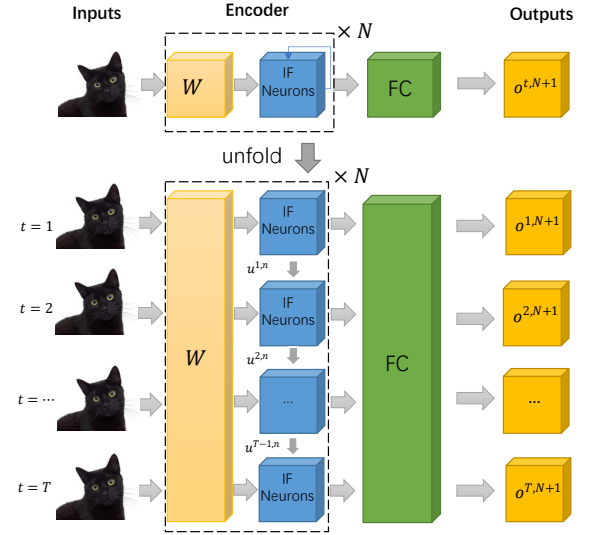 Inputs
Encoder
Outputs
× N
W
IF
Neurons
FC
o^{t,N+1}
unfold
× N
t = 1
IF
Neurons
o^{1,N+1}
u^{1,n}
t = 2
IF
Neurons
o^{2,N+1}
W
FC
u^{2,n}
t = ⋯
...
...
u^{T−1,n}
t = T
IF
Neurons
o^{T,N+1}